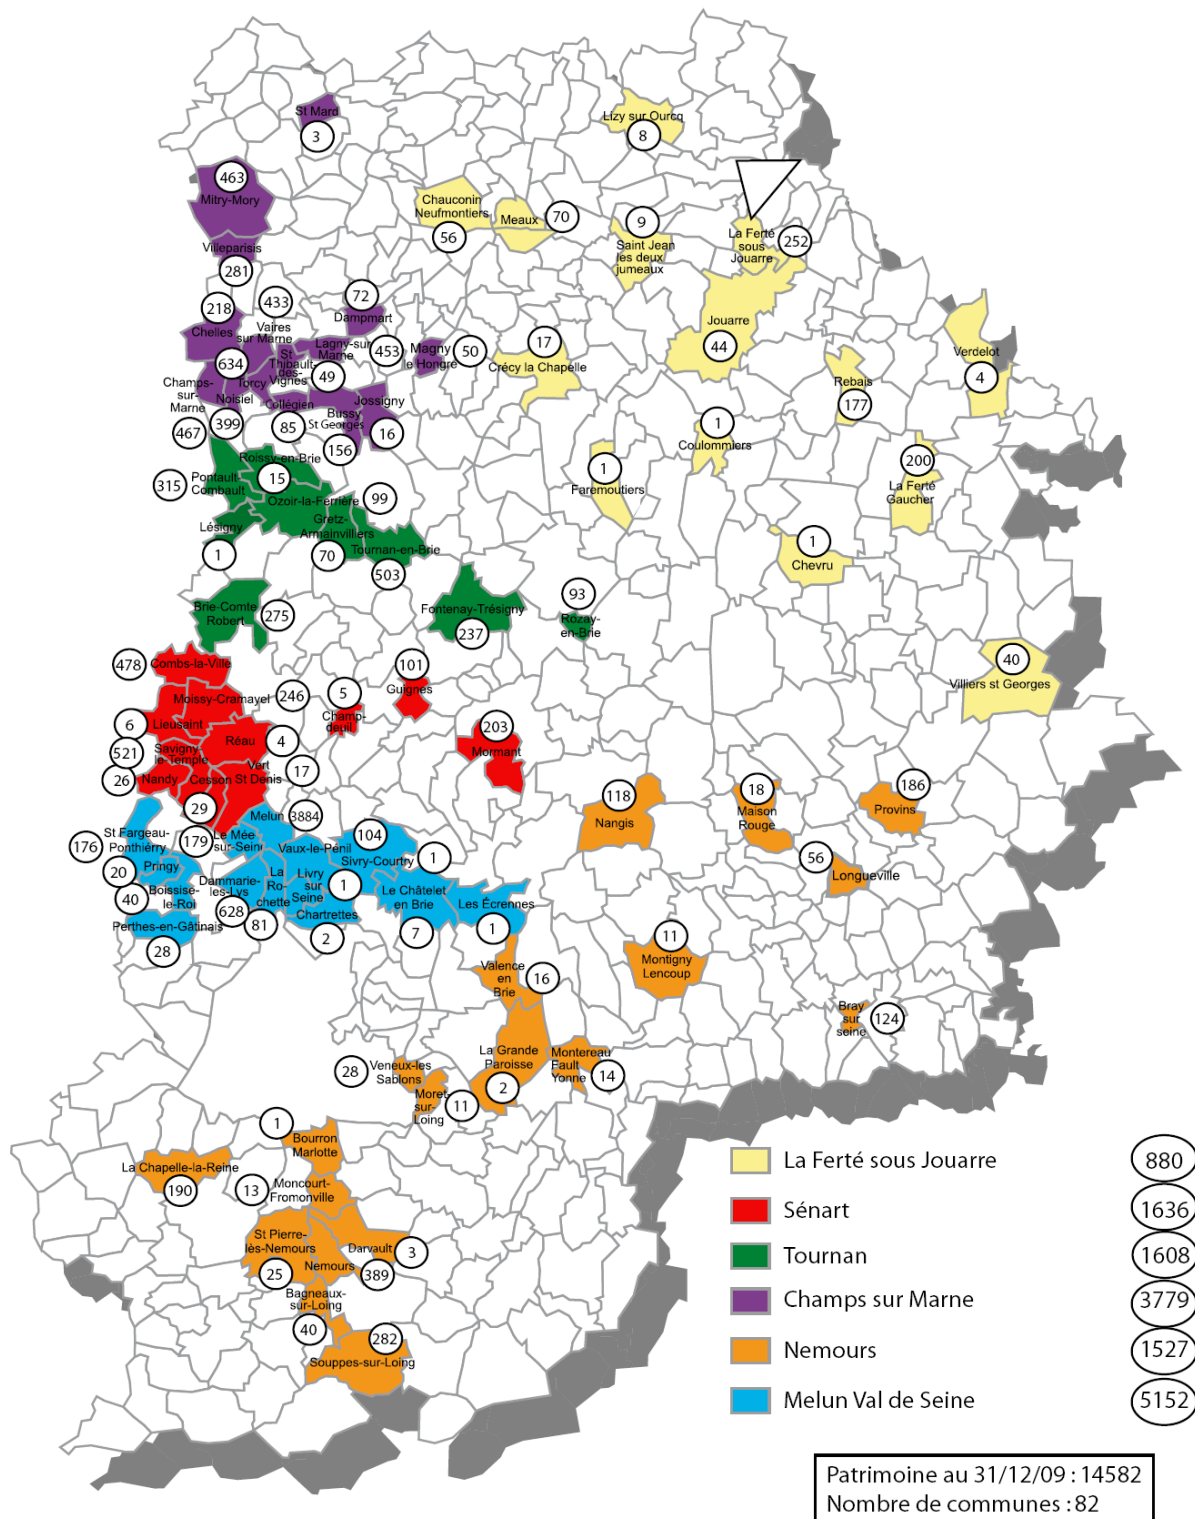 St Mard
3
Lizy sur Ourcq
8
463
Mitry-Mory
Chauconin
Neufmontiers
56
Meaux
70
9
Saint Jean
les deux
jumeaux
La Ferté
sous
Jouarre
252
Villeparisis
281
218
Chelles
433
Vaires
sur Marne
72
Dampmart
Lagny-sur
Marne
453
Magny
le Hongre
50
17
Crécy la Chapelle
Jouarre
44
Verdelot
4
634
St
Thibault-
des-
Vignes
49
Champs-
sur-
Marne
Torcy
Noisiel
Collégien
Jossigny
Bussy
St Georges
467
399
85
156
16
Rebais
177
1
Coulommiers
Roissy-en-Brie
15
Pontault-
Combault
315
Ozoir-la-Ferrière
99
1
Faremoutiers
200
La Ferté
Gaucher
Lésigny
1
Gretz-
Armainvilliers
70
Tournan-en-Brie
503
1
Chevru
Brie-Comte
Robert
275
Fontenay-Trésigny
237
93
Rozay-
en-Brie
478
Combs-la-Ville
101
Guignes
40
Villiers st Georges
Moissy-Cramayel
246
5
Champ-
deuil
6
Lieusaint
203
Mormant
521
Savigny
le-Temple
Réau
4
26
Nandy
Cesson
Vert
St Denis
17
29
118
Nangis
18
Maison
Rouge
186
Provins
St Fargeau-
Ponthiérry
176
179
Le Mée
-sur-Seine
Melun
3884
Vaux-le-Pénil
104
Sivry-Courtry
1
56
Longueville
20
Pringy
40
Boissise-
le-Roi
Dammarie-
les-Lys
628
La
Ro-
chette
81
Livry
sur
Seine
1
Le Châtelet
en Brie
7
Les Écrennes
1
Perthes-en-Gâtinais
28
Chartrettes
2
Valence
en
Brie
16
11
Montigny
Lencoup
Bray
sur
seine
124
28
Veneux-les
Sablons
La Grande
Paroisse
2
Montereau
Fault
Yonne
14
Moret-
sur-
Loing
11
1
Bourron
Marlotte
La Chapelle-la-Reine
190
13
Moncourt-
Fromonville
St Pierre-
lès-Nemours
25
Nemours
389
Darvault
3
Bagneaux-
sur-Loing
40
282
Souppes-sur-Loing
La Ferté sous Jouarre 880
Sénart 1636
Tournan 1608
Champs sur Marne 3779
Nemours 1527
Melun Val de Seine 5152
Patrimoine au 31/12/09 : 14582
Nombre de communes : 82